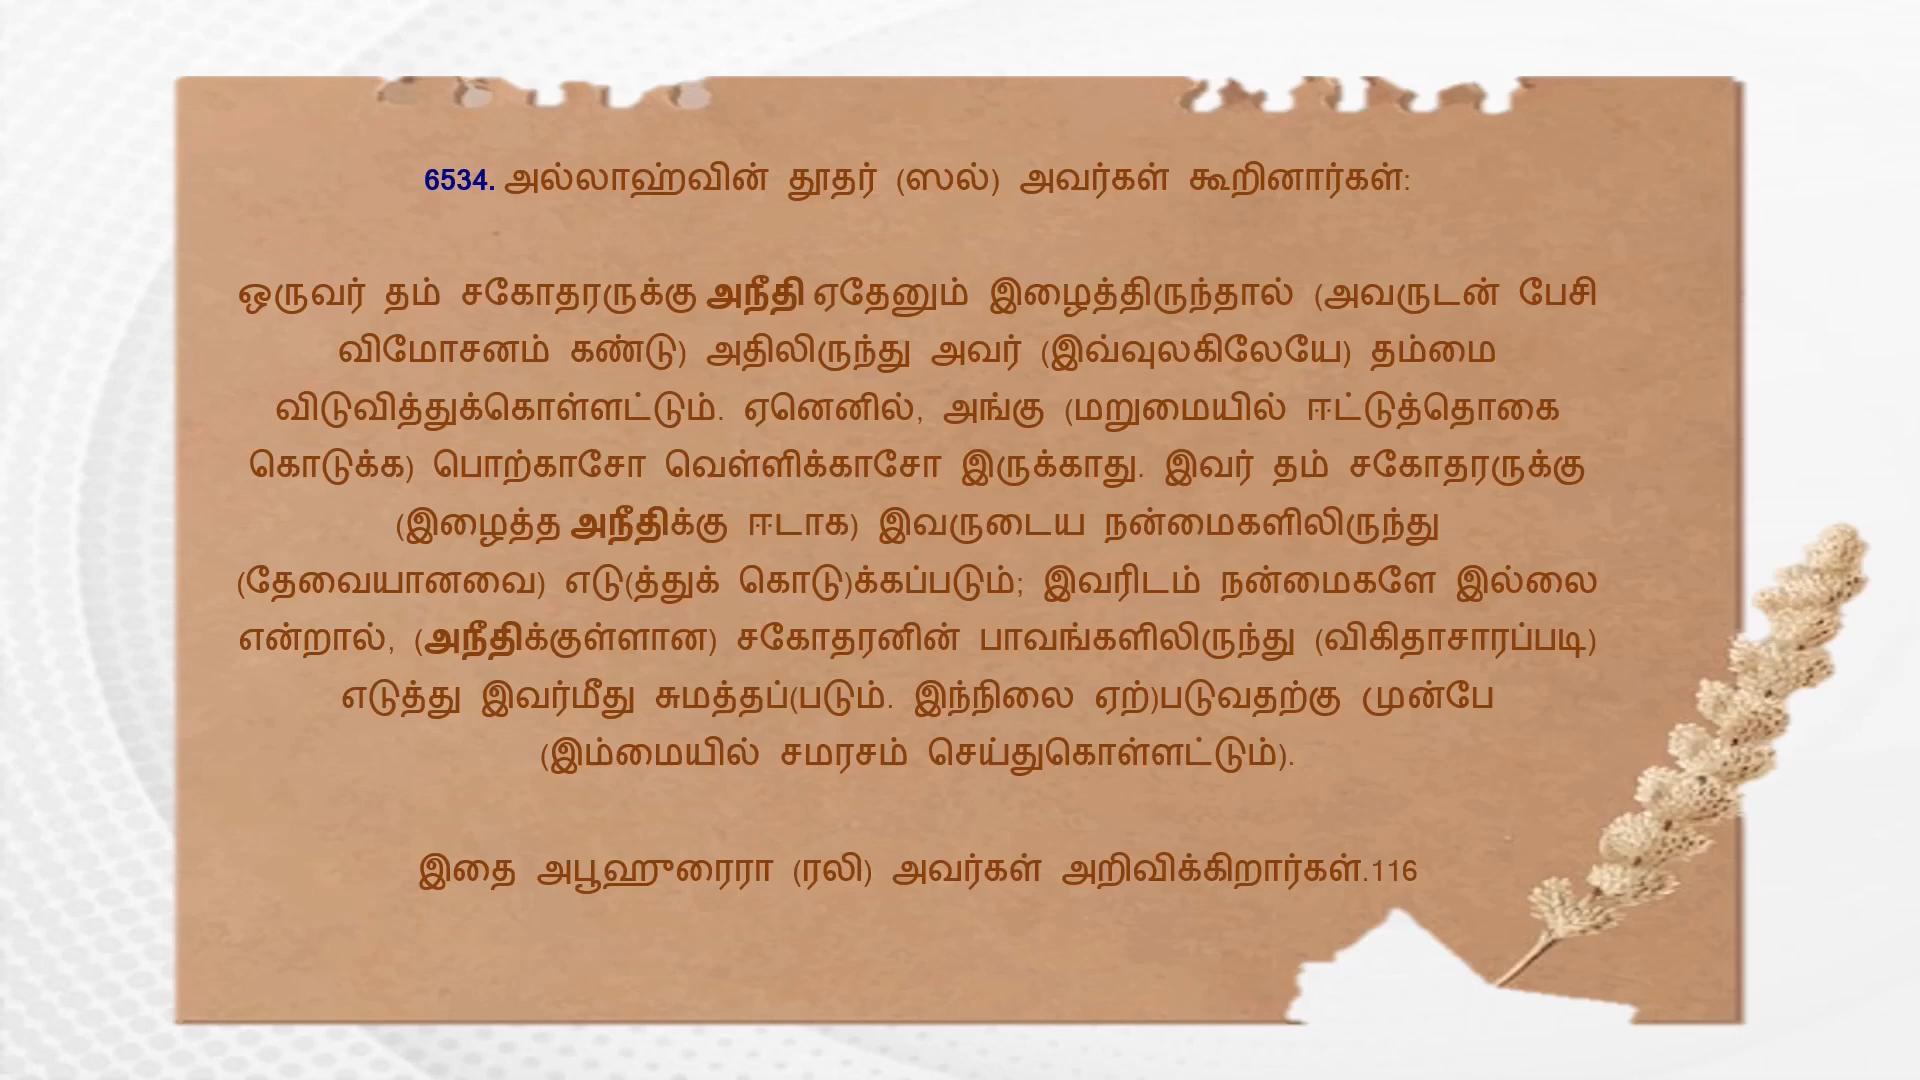 6534. அல்லாஹ்வின் தூதர் (ஸல்) அவர்கள் கூறினார்கள்:
ஒருவர் தம் சகோதரருக்கு அநீதி ஏதேனும் இழைத்திருந்தால் (அவருடன் பேசி
விமோசனம் கண்டு) அதிலிருந்து அவர் (இவ்வுலகிலேயே) தம்மை
விடுவித்துக்கொள்ளட்டும். ஏனெனில், அங்கு (மறுமையில் ஈட்டுத்தொகை
கொடுக்க) பொற்காசோ வெள்ளிக்காசோ இருக்காது. இவர் தம் சகோதரருக்கு
(இழைத்த அநீதிக்கு ஈடாக) இவருடைய நன்மைகளிலிருந்து
(தேவையானவை) எடு(த்துக் கொடு)க்கப்படும்; இவரிடம் நன்மைகளே இல்லை
என்றால், (அநீதிக்குள்ளான) சகோதரனின் பாவங்களிலிருந்து (விகிதாசாரப்படி)
எடுத்து இவர்மீது சுமத்தப்(படும். இந்நிலை ஏற்)படுவதற்கு முன்பே
(இம்மையில் சமரசம் செய்துகொள்ளட்டும்).
இதை அபூஹுரைரா (ரலி) அவர்கள் அறிவிக்கிறார்கள்.116